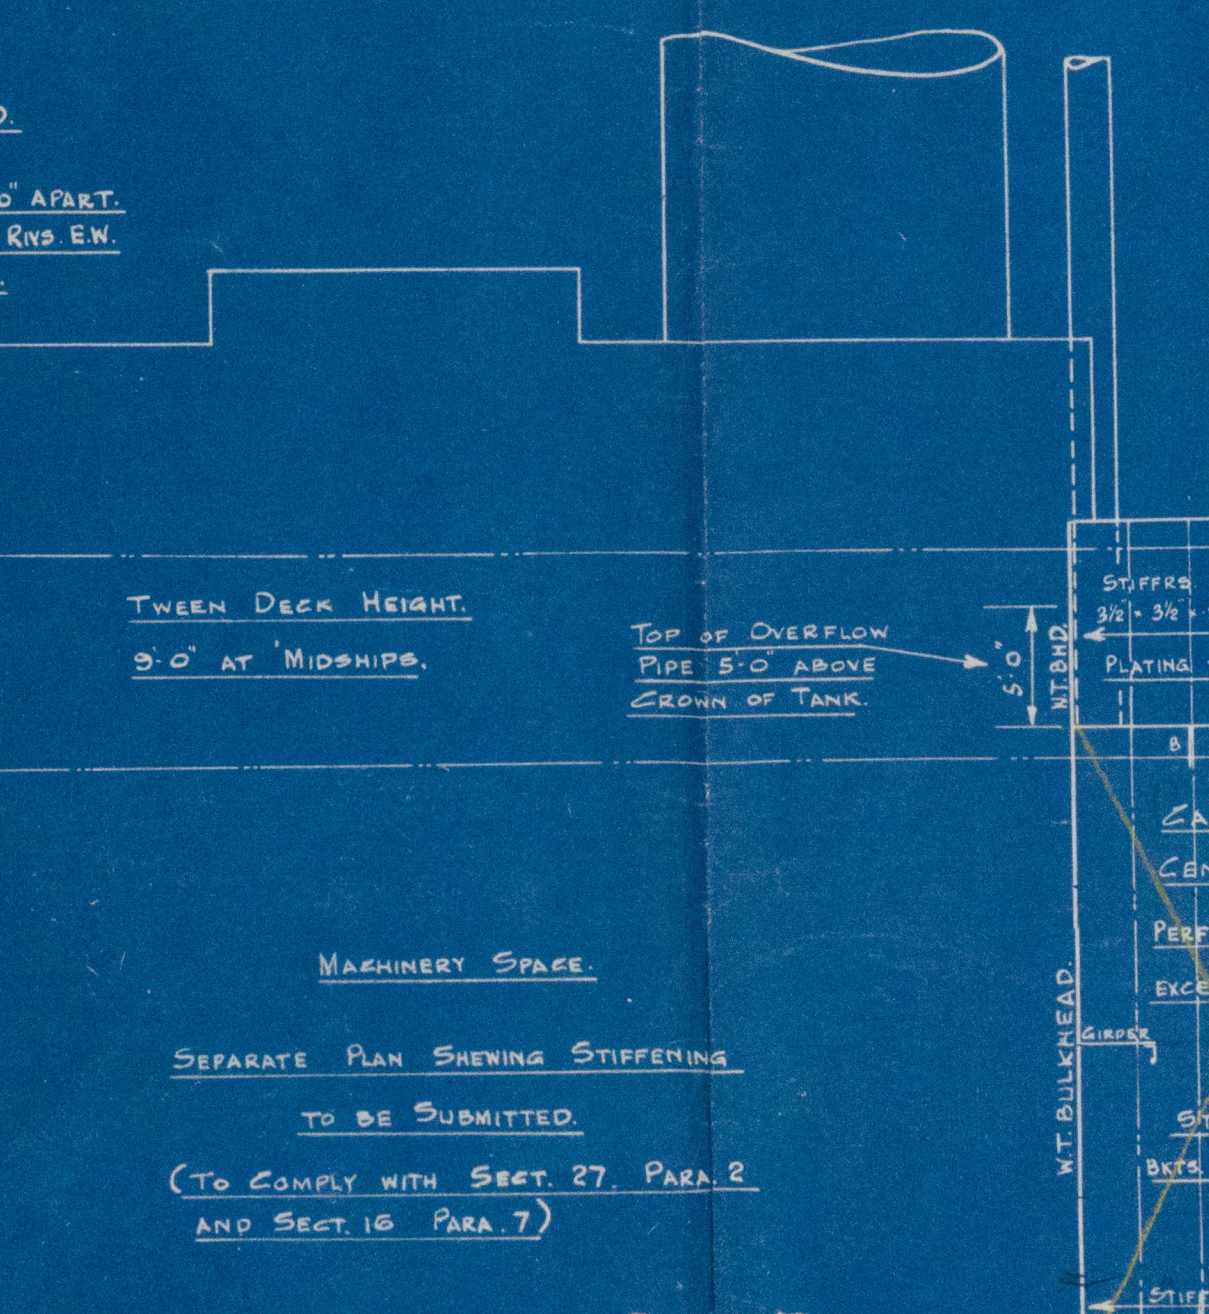 0" APART.
RIVS. E.W.
TWEEN DECK HEIGHT.
9'-0" AT 'MIDSHIPS.
TOP OF OVERFLOW
PIPE 5'-0" ABOVE
CROWN OF TANK.
5'-0"
W.T. BHD.
STIFFRS.
3½" × 3½" ×
PLATING
B
MACHINERY SPACE.
SEPARATE PLAN SHEWING STIFFENING
TO BE SUBMITTED.
(TO COMPLY WITH SECT. 27. PARA. 2
AND SECT. 16 PARA. 7)
W.T. BULKHEAD.
GIRDER
BKTS.